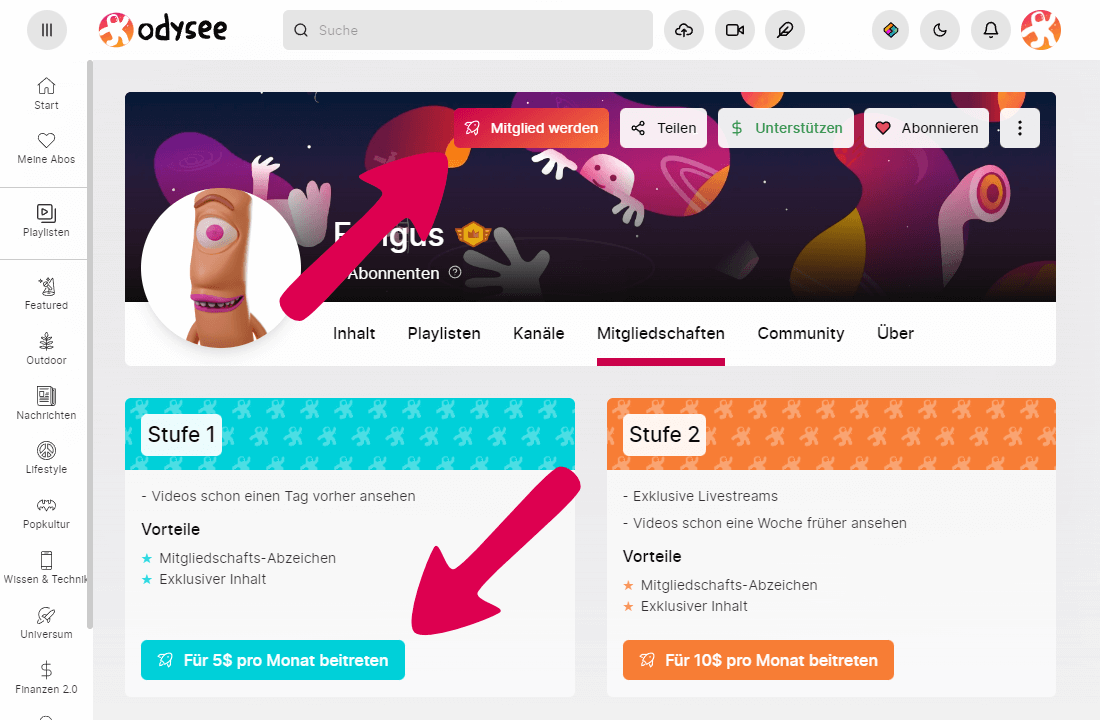 odysee
Suche
Start
Meine Abos
Playlisten
Featured
Outdoor
Nachrichten
Lifestyle
Popkultur
Wissen & Technik
Universum
Finanzen 2.0
Mitglied werden
Teilen
Unterstützen
Abonnieren
Abonnenten
Inhalt
Playlisten
Kanäle
Mitgliedschaften
Community
Über
Stufe 1
- Videos schon einen Tag vorher ansehen
Vorteile
Mitgliedschafts-Abzeichen
Exklusiver Inhalt
Für 5$ pro Monat beitreten
Stufe 2
- Exklusive Livestreams
- Videos schon eine Woche früher ansehen
Vorteile
Mitgliedschafts-Abzeichen
Exklusiver Inhalt
Für 10$ pro Monat beitreten